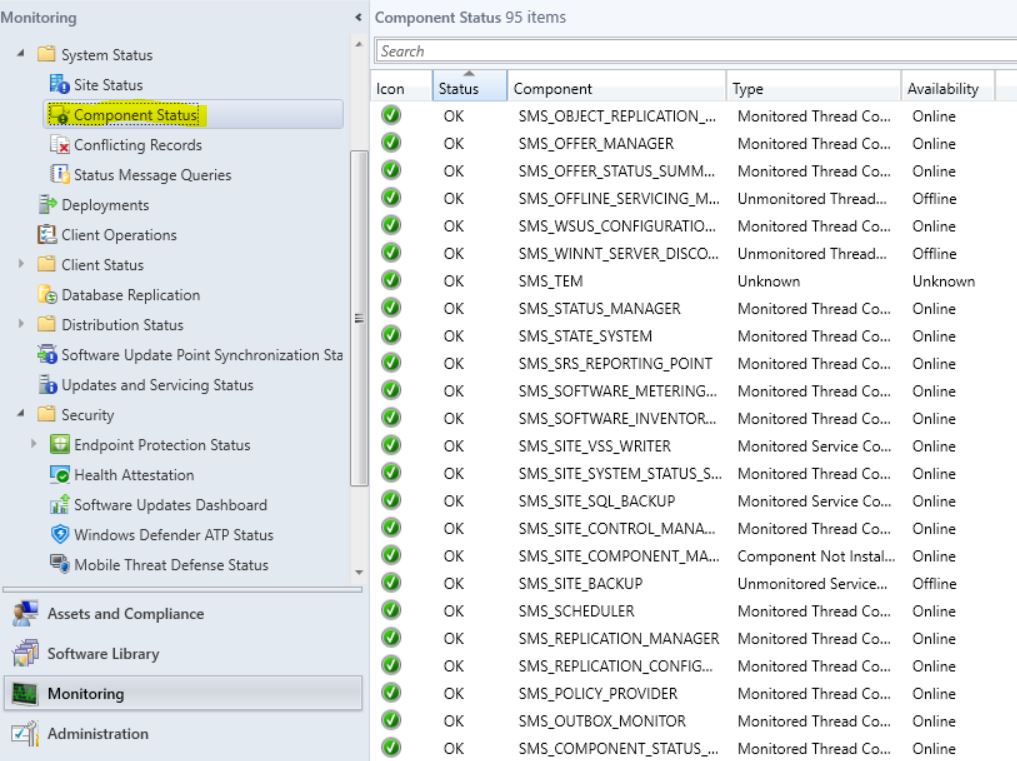 Monitoring
System Status
Site Status
Component Status
Conflicting Records
Status Message Queries
Deployments
Client Operations
Client Status
Database Replication
Distribution Status
Software Update Point Synchronization Sta
Updates and Servicing Status
Security
Endpoint Protection Status
Health Attestation
Software Updates Dashboard
Windows Defender ATP Status
Mobile Threat Defense Status
Assets and Compliance
Software Library
Monitoring
Administration
Component Status 95 items
Search
Icon Status Component Type Availability
OK SMS_OBJECT_REPLICATION_... Monitored Thread Co... Online
OK SMS_OFFER_MANAGER Monitored Thread Co... Online
OK SMS_OFFER_STATUS_SUMM... Monitored Thread Co... Online
OK SMS_OFFLINE_SERVICING_M... Unmonitored Thread... Offline
OK SMS_WSUS_CONFIGURATIO... Monitored Thread Co... Online
OK SMS_WINNT_SERVER_DISCO... Unmonitored Thread... Offline
OK SMS_TEM Unknown Unknown
OK SMS_STATUS_MANAGER Monitored Thread Co... Online
OK SMS_STATE_SYSTEM Monitored Thread Co... Online
OK SMS_SRS_REPORTING_POINT Monitored Thread Co... Online
OK SMS_SOFTWARE_METERING... Monitored Thread Co... Online
OK SMS_SOFTWARE_INVENTOR... Monitored Thread Co... Online
OK SMS_SITE_VSS_WRITER Monitored Service Co... Online
OK SMS_SITE_SYSTEM_STATUS_S... Monitored Thread Co... Online
OK SMS_SITE_SQL_BACKUP Monitored Service Co... Online
OK SMS_SITE_CONTROL_MANA... Monitored Thread Co... Online
OK SMS_SITE_COMPONENT_MA... Component Not Instal... Online
OK SMS_SITE_BACKUP Unmonitored Service... Offline
OK SMS_SCHEDULER Monitored Thread Co... Online
OK SMS_REPLICATION_MANAGER Monitored Thread Co... Online
OK SMS_REPLICATION_CONFIG... Monitored Thread Co... Online
OK SMS_POLICY_PROVIDER Monitored Thread Co... Online
OK SMS_OUTBOX_MONITOR Monitored Thread Co... Online
OK SMS_COMPONENT_STATUS_... Monitored Thread Co... Online